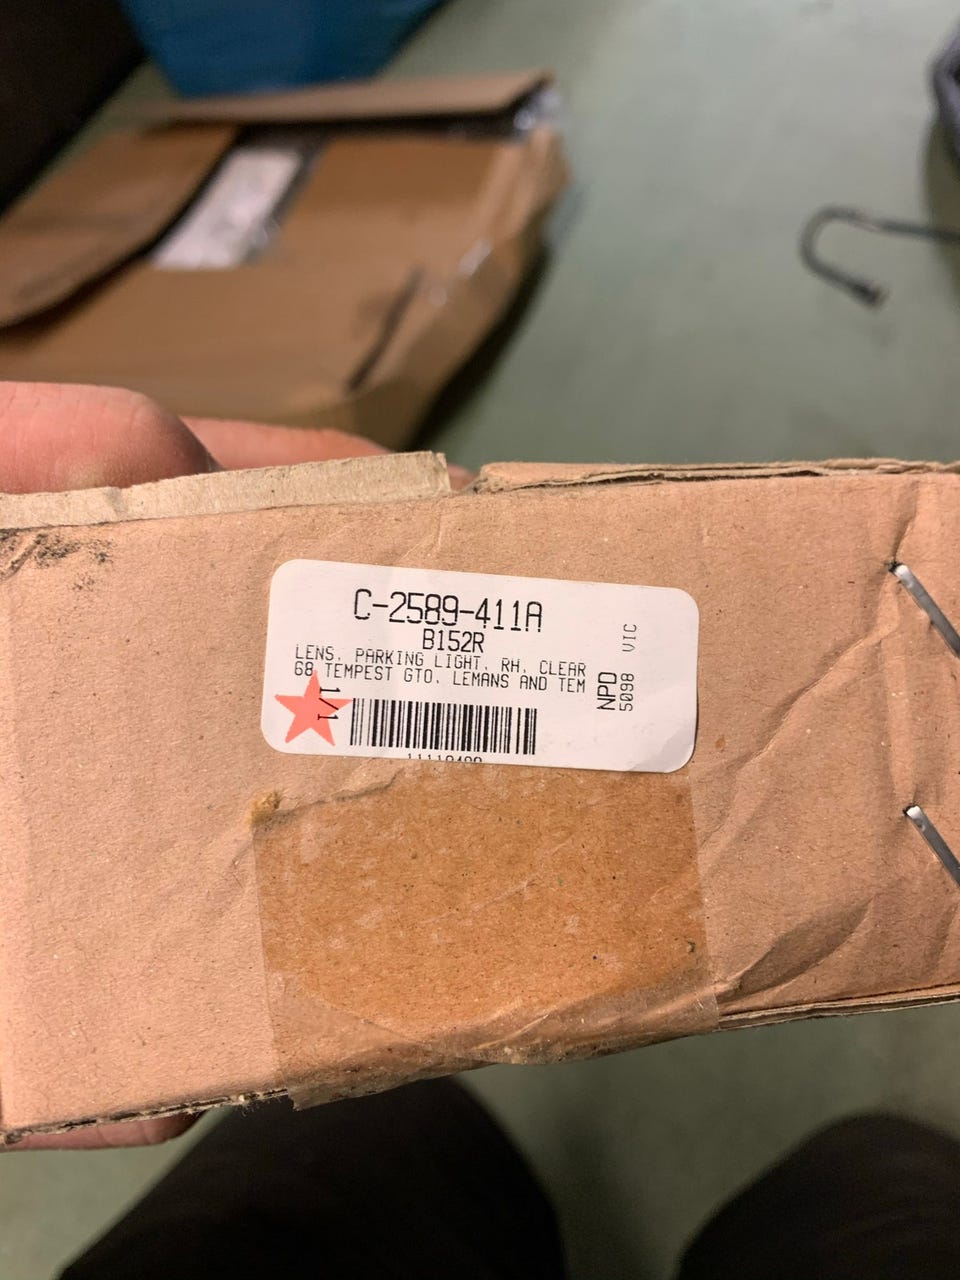 C-2589-411A
B152R
LENS, PARKING LIGHT, RH, CLEAR
68 TEMPEST GTO, LEMANS AND TEM
1/1
NPD
5098 VIC